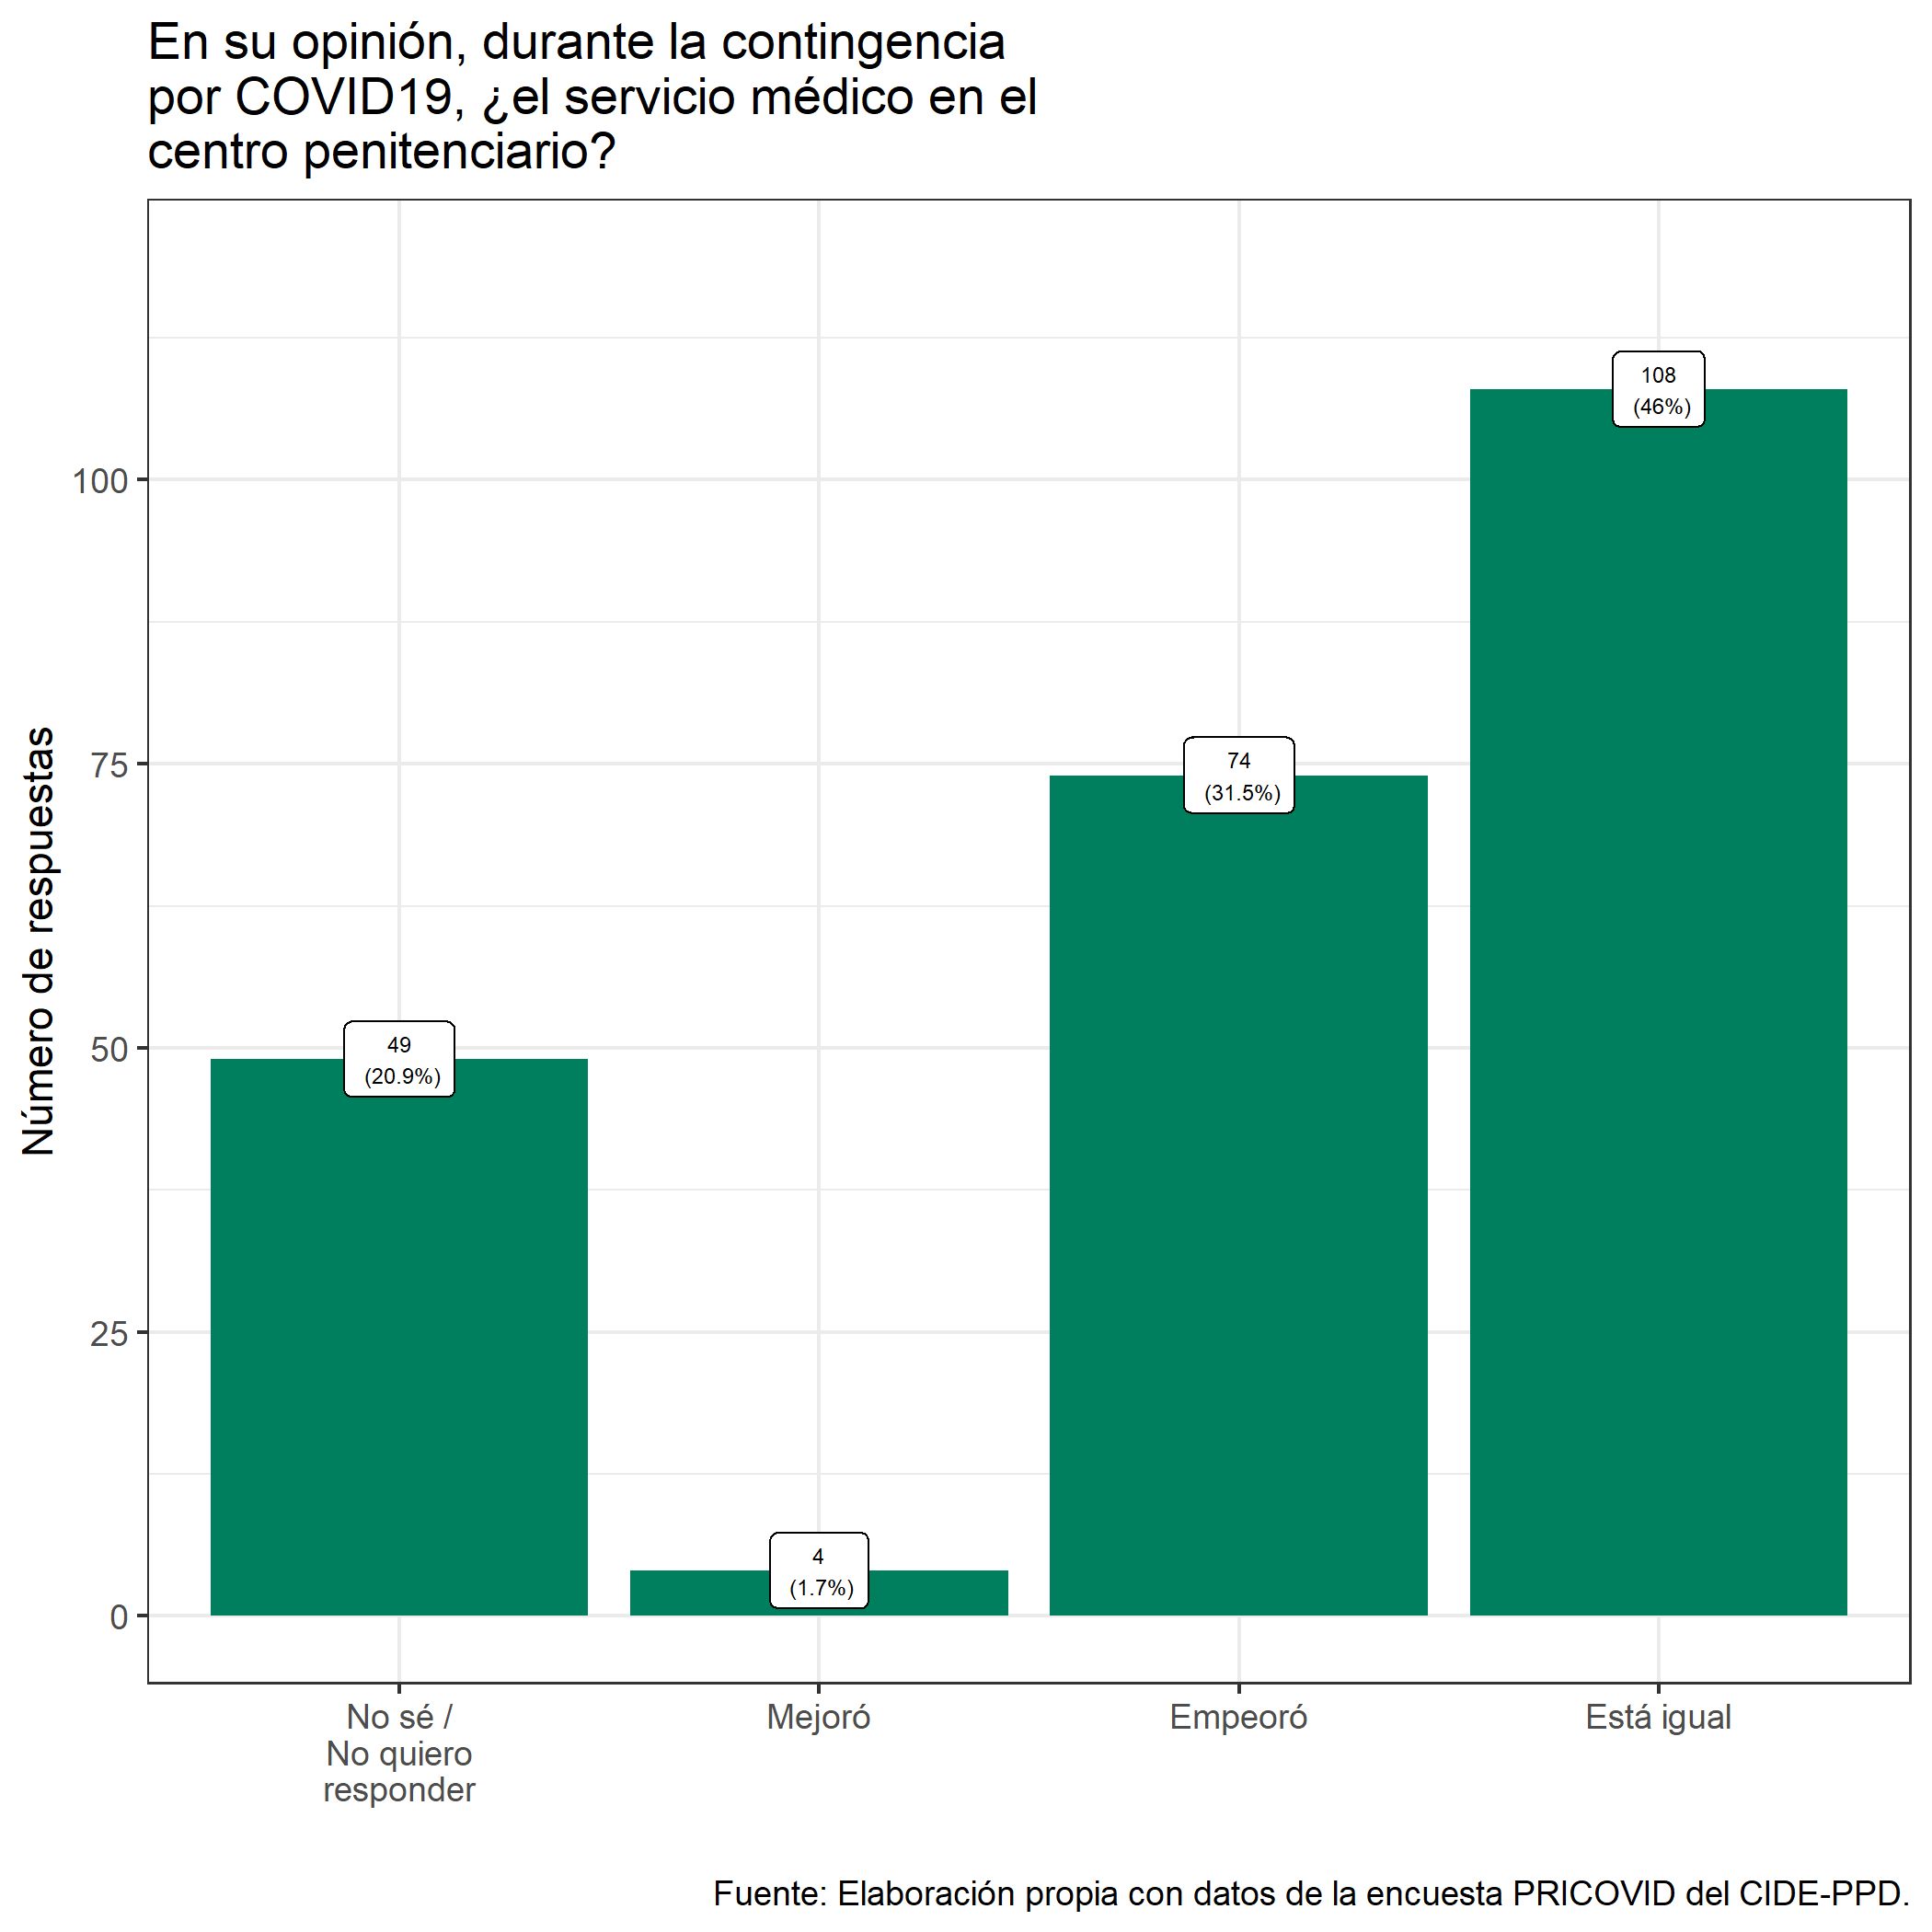 En su opinión, durante la contingencia
por COVID19, ¿el servicio médico en el
centro penitenciario?
Número de respuestas
100
75
50
25
0
49
(20.9%)
4
(1.7%)
74
(31.5%)
108
(46%)
No sé /
No quiero
responder
Mejoró
Empeoró
Está igual
Fuente: Elaboración propia con datos de la encuesta PRICOVID del CIDE-PPD.